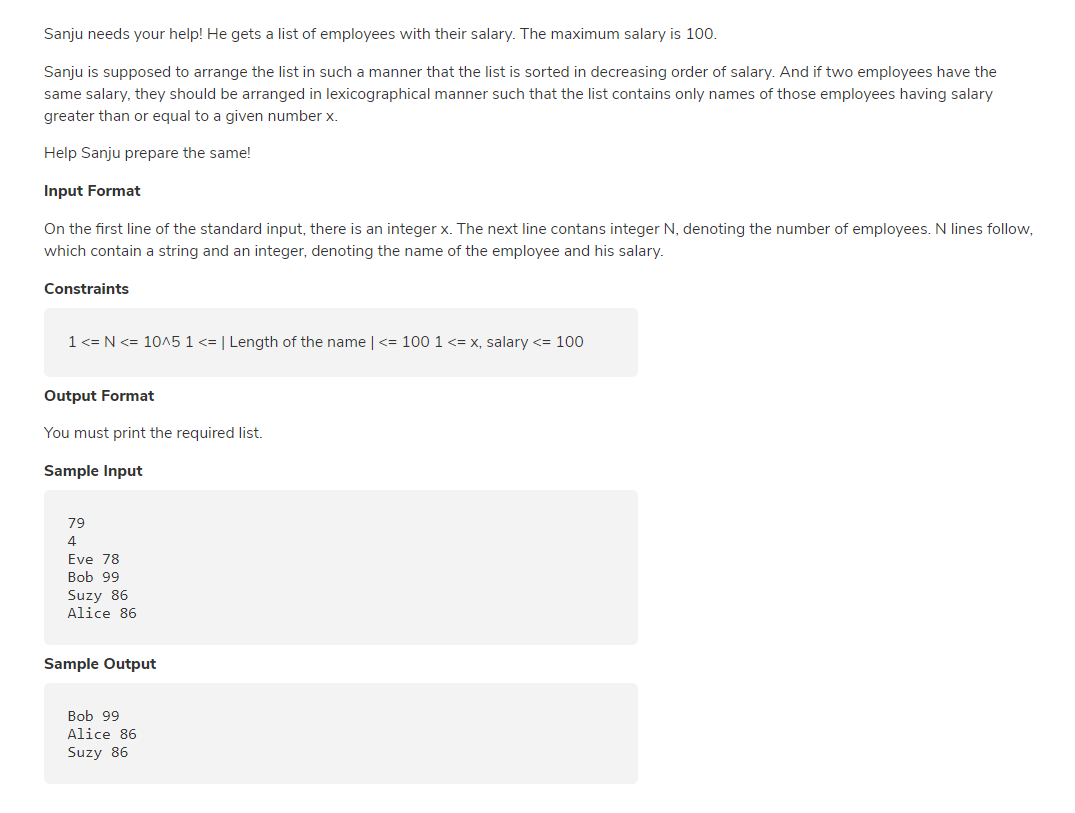 Sanju needs your help! He gets a list of employees with their salary. The maximum salary is 100.
Sanju is supposed to arrange the list in such a manner that the list is sorted in decreasing order of salary. And if two employees have the
same salary, they should be arranged in lexicographical manner such that the list contains only names of those employees having salary
greater than or equal to a given number x.
Help Sanju prepare the same!
Input Format
On the first line of the standard input, there is an integer x. The next line contans integer N, denoting the number of employees. N lines follow,
which contain a string and an integer, denoting the name of the employee and his salary.
Constraints
1 <= N <= 10^5 1 <= | Length of the name | <= 100 1 <= x, salary <= 100
Output Format
You must print the required list.
Sample Input
79
4
Eve 78
Bob 99
Suzy 86
Alice 86
Sample Output
Bob 99
Alice 86
Suzy 86